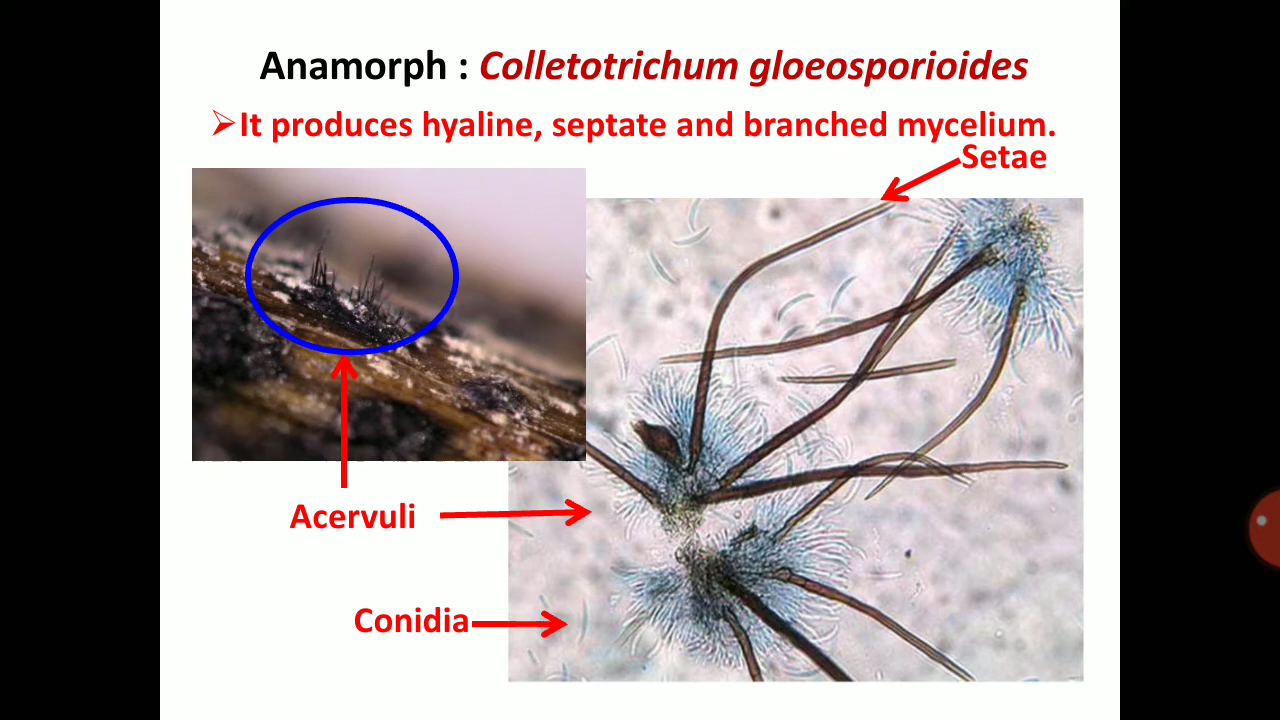 Anamorph : Colletotrichum gloeosporioides
➢It produces hyaline, septate and branched mycelium.
Setae
Acervuli
Conidia